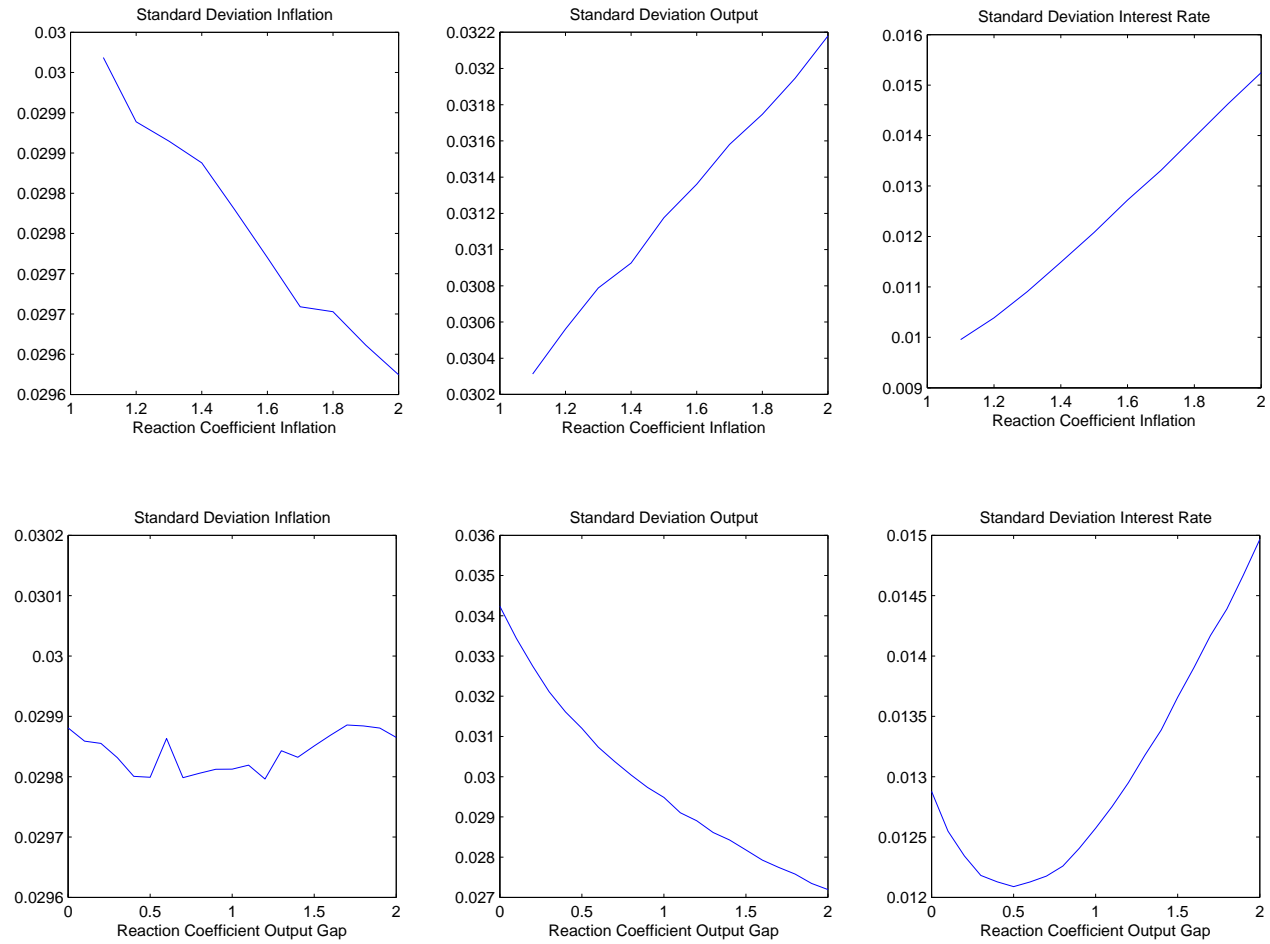 Standard Deviation Inflation
0.03
0.03
0.0299
0.0299
0.0298
0.0298
0.0297
0.0297
0.0296
0.0296
1 1.2 1.4 1.6 1.8 2
Reaction Coefficient Inflation
Standard Deviation Output
0.0322
0.032
0.0318
0.0316
0.0314
0.0312
0.031
0.0308
0.0306
0.0304
0.0302
1 1.2 1.4 1.6 1.8 2
Reaction Coefficient Inflation
Standard Deviation Interest Rate
0.016
0.015
0.014
0.013
0.012
0.011
0.01
0.009
1 1.2 1.4 1.6 1.8 2
Reaction Coefficient Inflation
Standard Deviation Inflation
0.0302
0.0301
0.03
0.0299
0.0298
0.0297
0.0296
0 0.5 1 1.5 2
Reaction Coefficient Output Gap
Standard Deviation Output
0.036
0.035
0.034
0.033
0.032
0.031
0.03
0.029
0.028
0.027
0 0.5 1 1.5 2
Reaction Coefficient Output Gap
Standard Deviation Interest Rate
0.015
0.0145
0.014
0.0135
0.013
0.0125
0.012
0 0.5 1 1.5 2
Reaction Coefficient Output Gap